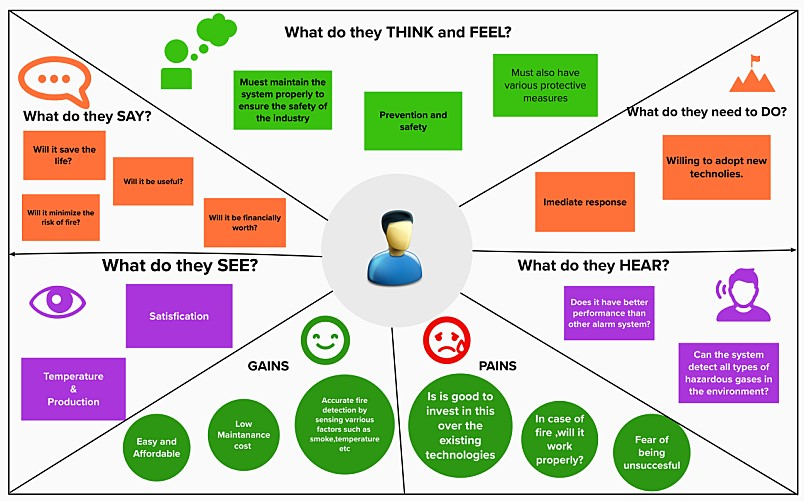 What do they THINK and FEEL?
Muest maintain the
system properly to
ensure the safety of
the industry
Prevention and
safety
Must also have
various protective
measures
What do they SAY?
Will it save the
life?
Will it be useful?
Will it minimize the
risk of fire?
Will it be financially
worth?
What do they need to DO?
Willing to adopt new
technolies.
Imediate response
What do they SEE?
Satisfication
Temperature
&
Production
What do they HEAR?
Does it have better
performance than
other alarm system?
Can the system
detect all types of
hazardous gases in
the environment?
GAINS
Easy and
Affordable
Low
Maintanance
cost
Accurate fire
detection by
sensing varrious
factors such as
smoke,temperature
etc
PAINS
Is is good to
invest in this
over the
existing
technologies
In case of
fire ,will it
work
properly?
Fear of
being
unsuccesful